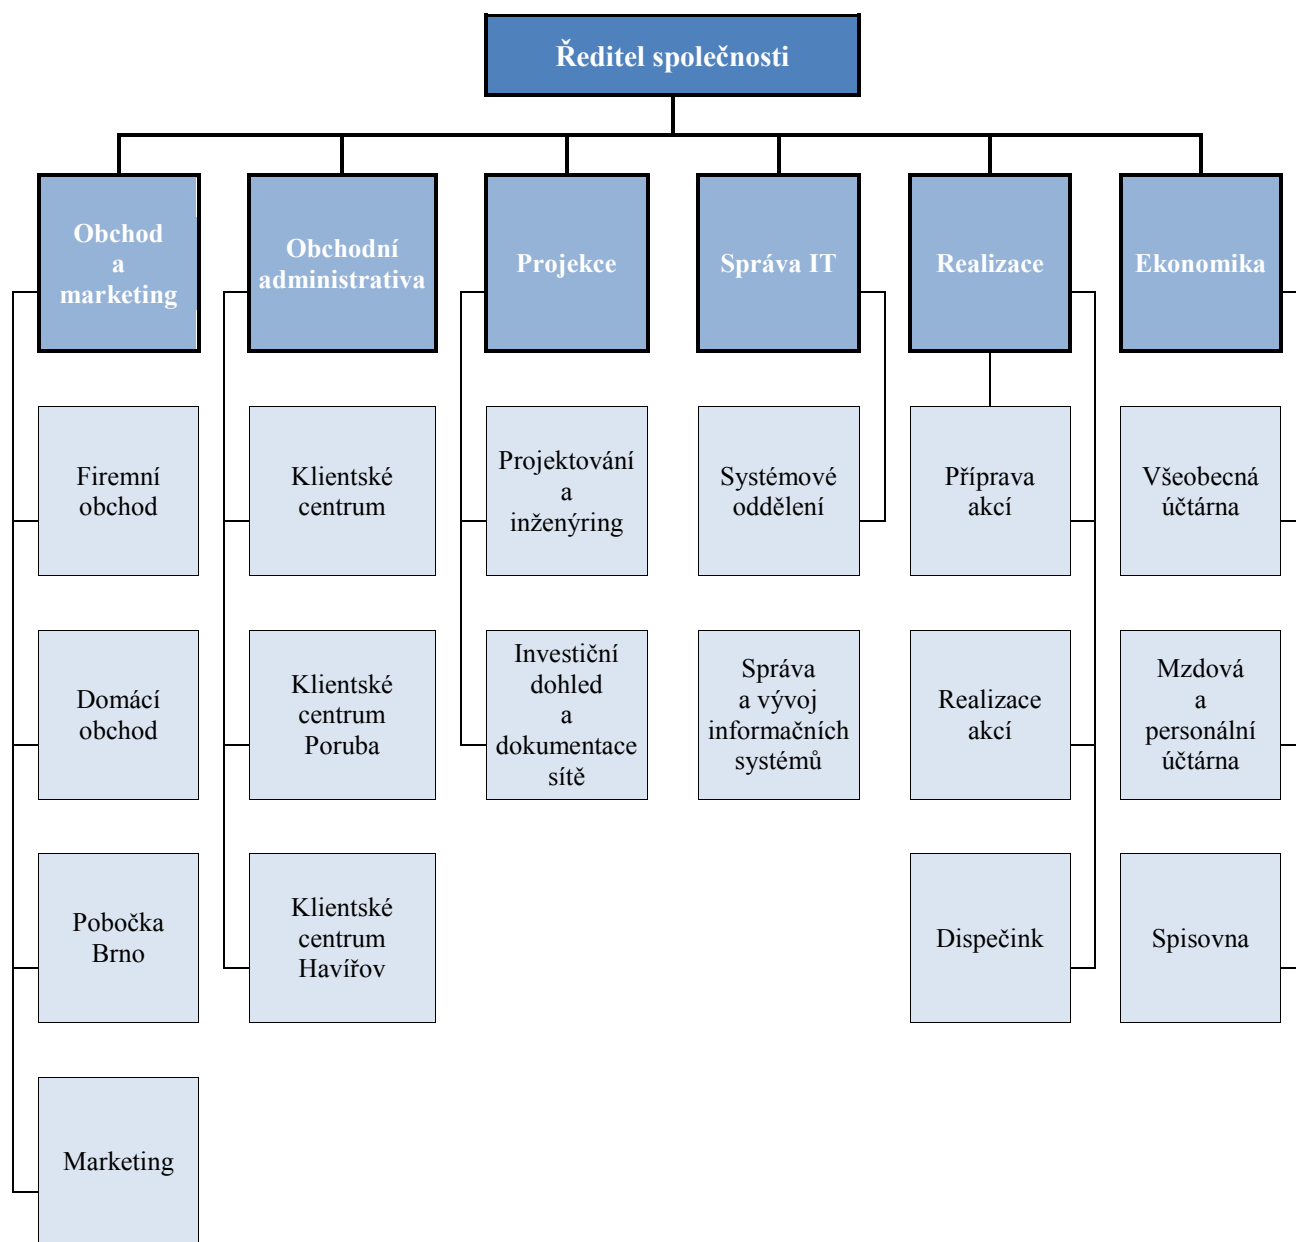 Ředitel společnosti
Obchod
a
marketing
Obchodní
administrativa
Projekce
Správa IT
Realizace
Ekonomika
Firemní
obchod
Klientské
centrum
Projektování
a
inženýring
Systémové
oddělení
Příprava
akcí
Všeobecná
účtárna
Domácí
obchod
Klientské
centrum
Poruba
Investiční
dohled
a
dokumentace
sítě
Správa
a vývoj
informačních
systémů
Realizace
akcí
Mzdová
a
personální
účtárna
Pobočka
Brno
Klientské
centrum
Havířov
Dispečink
Spisovna
Marketing